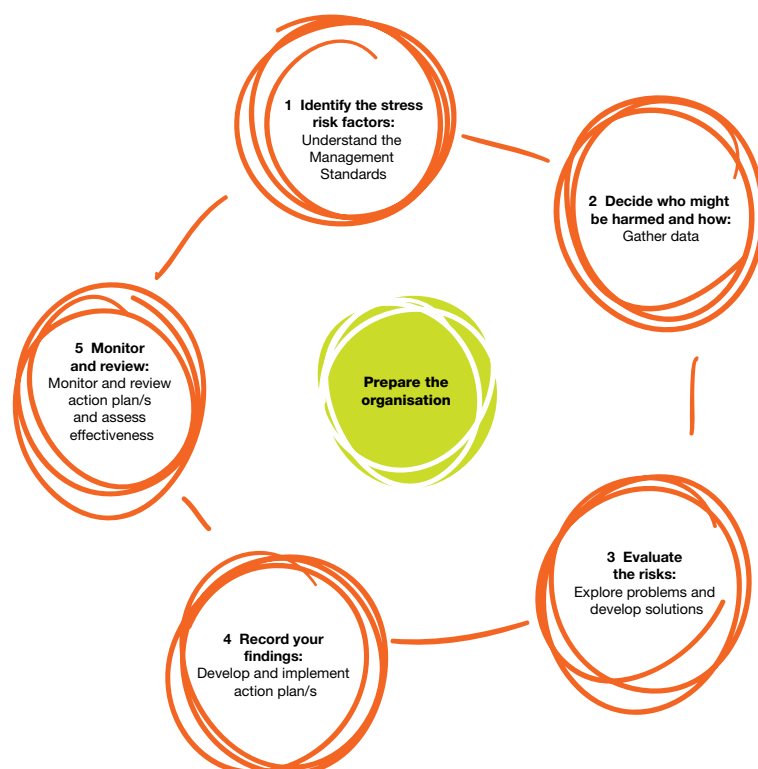 1 Identify the stress
risk factors:
Understand the
Management
Standards
2 Decide who might
be harmed and how:
Gather data
3 Evaluate
the risks:
Explore problems and
develop solutions
4 Record your
findings:
Develop and implement
action plan/s
5 Monitor
and review:
Monitor and review
action plan/s
and assess
effectiveness
Prepare the
organisation